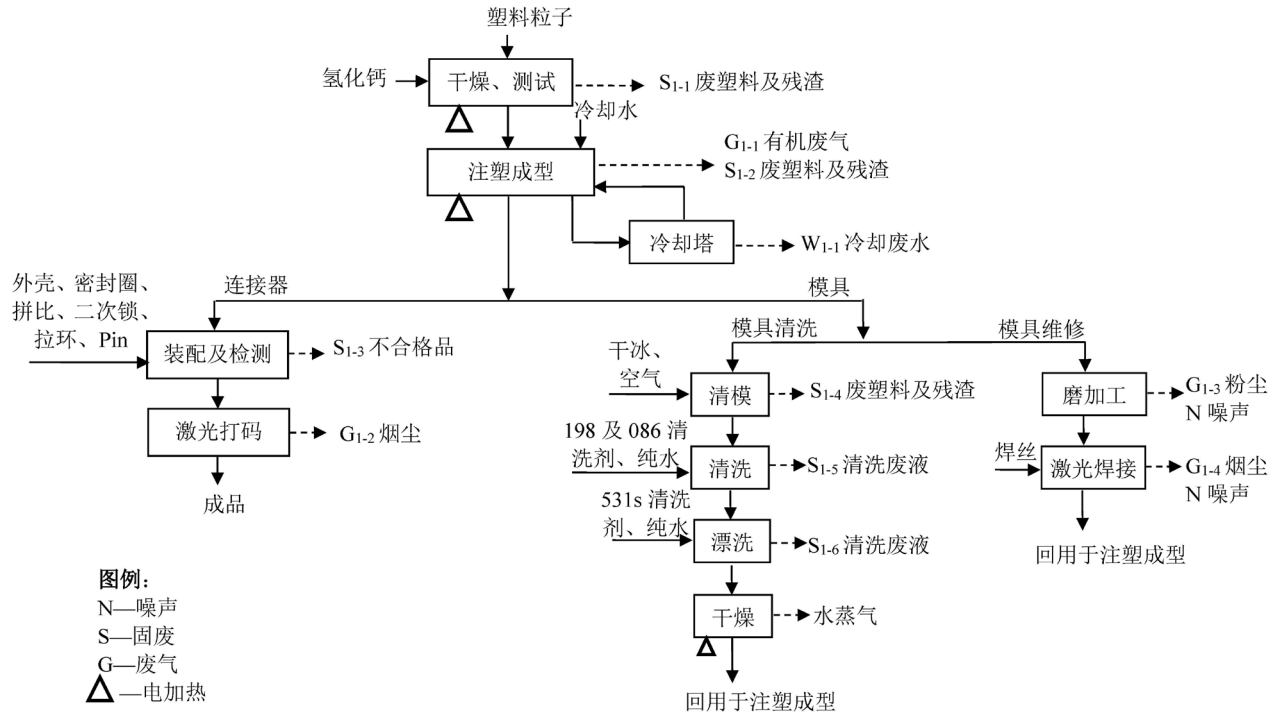 塑料粒子
氢化钙
干燥、测试
S1-1 废塑料及残渣
冷却水
注塑成型
G1-1 有机废气
S1-2 废塑料及残渣
冷却塔
W1-1 冷却废水
外壳、密封圈、
拼比、二次锁、
拉环、Pin
连接器
模具
装配及检测
S1-3 不合格品
激光打码
G1-2 烟尘
成品
模具清洗
模具维修
干冰、
空气
清模
S1-4 废塑料及残渣
198 及 086 清
洗剂、纯水
清洗
S1-5 清洗废液
531s 清洗
剂、纯水
漂洗
S1-6 清洗废液
干燥
水蒸气
回用于注塑成型
磨加工
G1-3 粉尘
N 噪声
焊丝
激光焊接
G1-4 烟尘
N 噪声
回用于注塑成型
图例：
N—噪声
S—固废
G—废气
—电加热